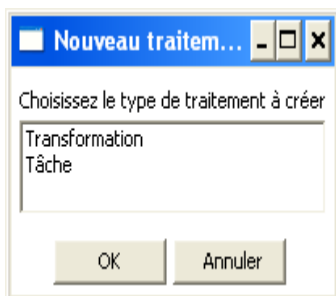 Nouveau traitem...
Choisissez le type de traitement à créer
Transformation
Tâche
OK
Annuler